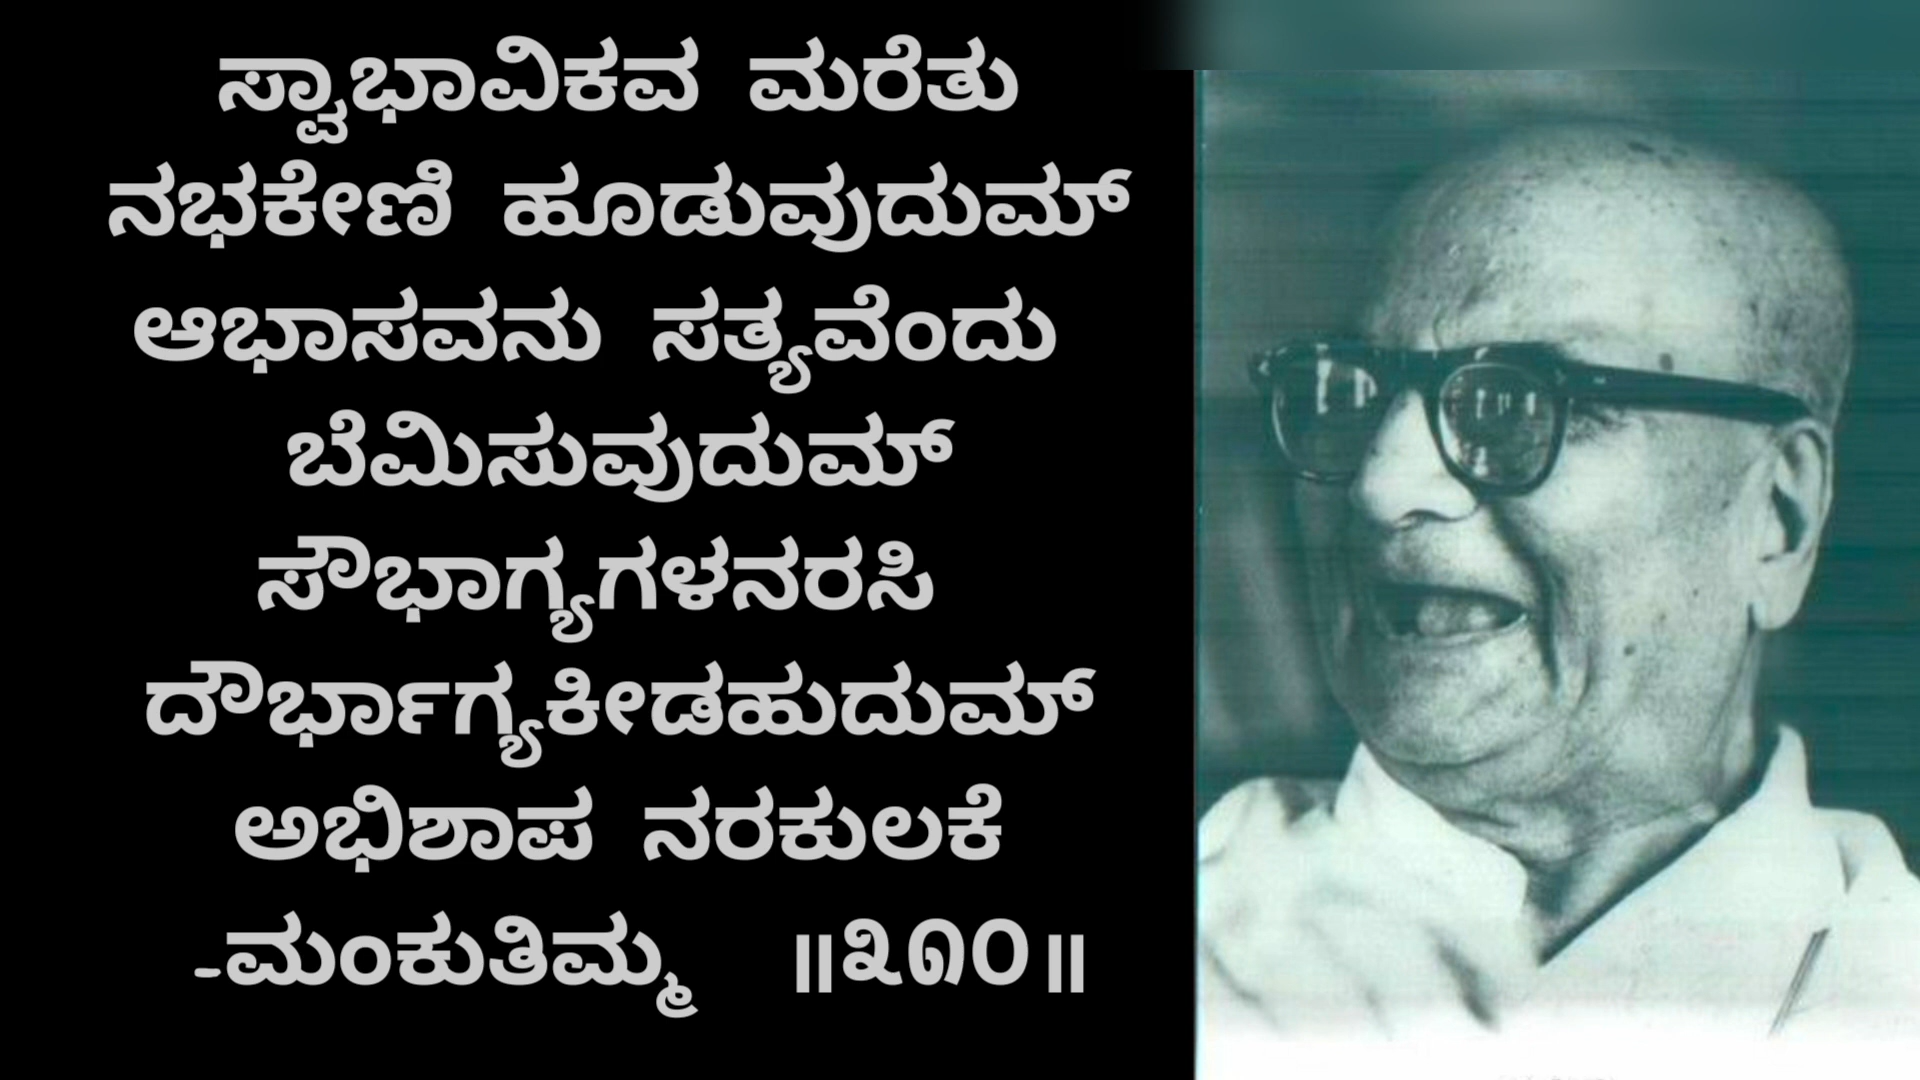 ಸ್ವಾಭಾವಿಕವ ಮರೆತು
ನಭಕೇಣಿ ಹೂಡುವುದುಮ್
ಆಭಾಸವನು ಸತ್ಯವೆಂದು
ಬೆಮಿಸುವುದುಮ್
ಸೌಭಾಗ್ಯಗಳನರಸಿ
ದೌರ್ಭಾಗ್ಯಕೀಡಹುದುಮ್
ಅಭಿಶಾಪ ನರಕುಲಕೆ
-ಮಂಕುತಿಮ್ಮ ॥೩೧೦॥